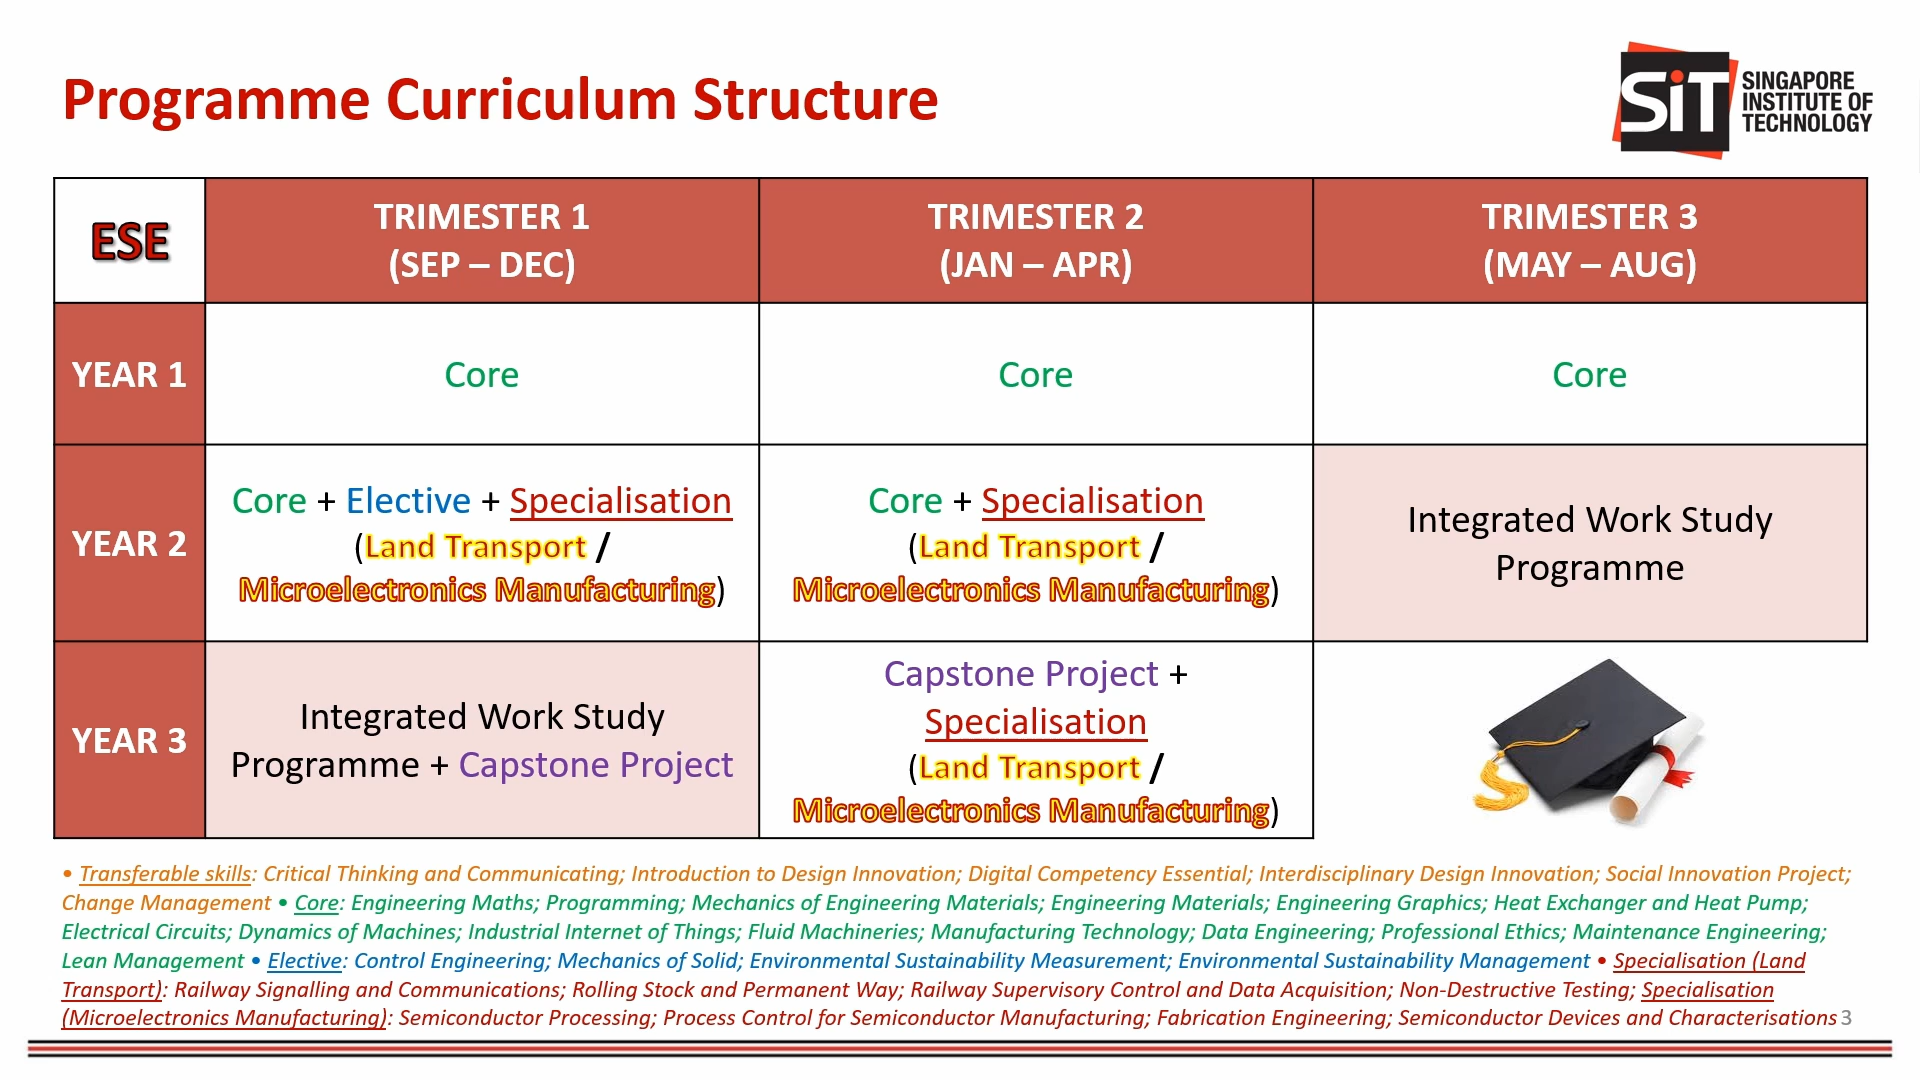 Programme Curriculum Structure
SiT
SINGAPORE
INSTITUTE OF
TECHNOLOGY
ESE
TRIMESTER 1
(SEP – DEC)
TRIMESTER 2
(JAN – APR)
TRIMESTER 3
(MAY – AUG)
YEAR 1
Core
Core
Core
YEAR 2
Core + Elective + Specialisation
(Land Transport /
Microelectronics Manufacturing)
Core + Specialisation
(Land Transport /
Microelectronics Manufacturing)
Integrated Work Study
Programme
YEAR 3
Integrated Work Study
Programme + Capstone Project
Capstone Project +
Specialisation
(Land Transport /
Microelectronics Manufacturing)
• Transferable skills: Critical Thinking and Communicating; Introduction to Design Innovation; Digital Competency Essential; Interdisciplinary Design Innovation; Social Innovation Project;
Change Management • Core: Engineering Maths; Programming; Mechanics of Engineering Materials; Engineering Materials; Engineering Graphics; Heat Exchanger and Heat Pump;
Electrical Circuits; Dynamics of Machines; Industrial Internet of Things; Fluid Machineries; Manufacturing Technology; Data Engineering; Professional Ethics; Maintenance Engineering;
Lean Management • Elective: Control Engineering; Mechanics of Solid; Environmental Sustainability Measurement; Environmental Sustainability Management • Specialisation (Land
Transport): Railway Signalling and Communications; Rolling Stock and Permanent Way; Railway Supervisory Control and Data Acquisition; Non-Destructive Testing; Specialisation
(Microelectronics Manufacturing): Semiconductor Processing; Process Control for Semiconductor Manufacturing; Fabrication Engineering; Semiconductor Devices and Characterisations
3